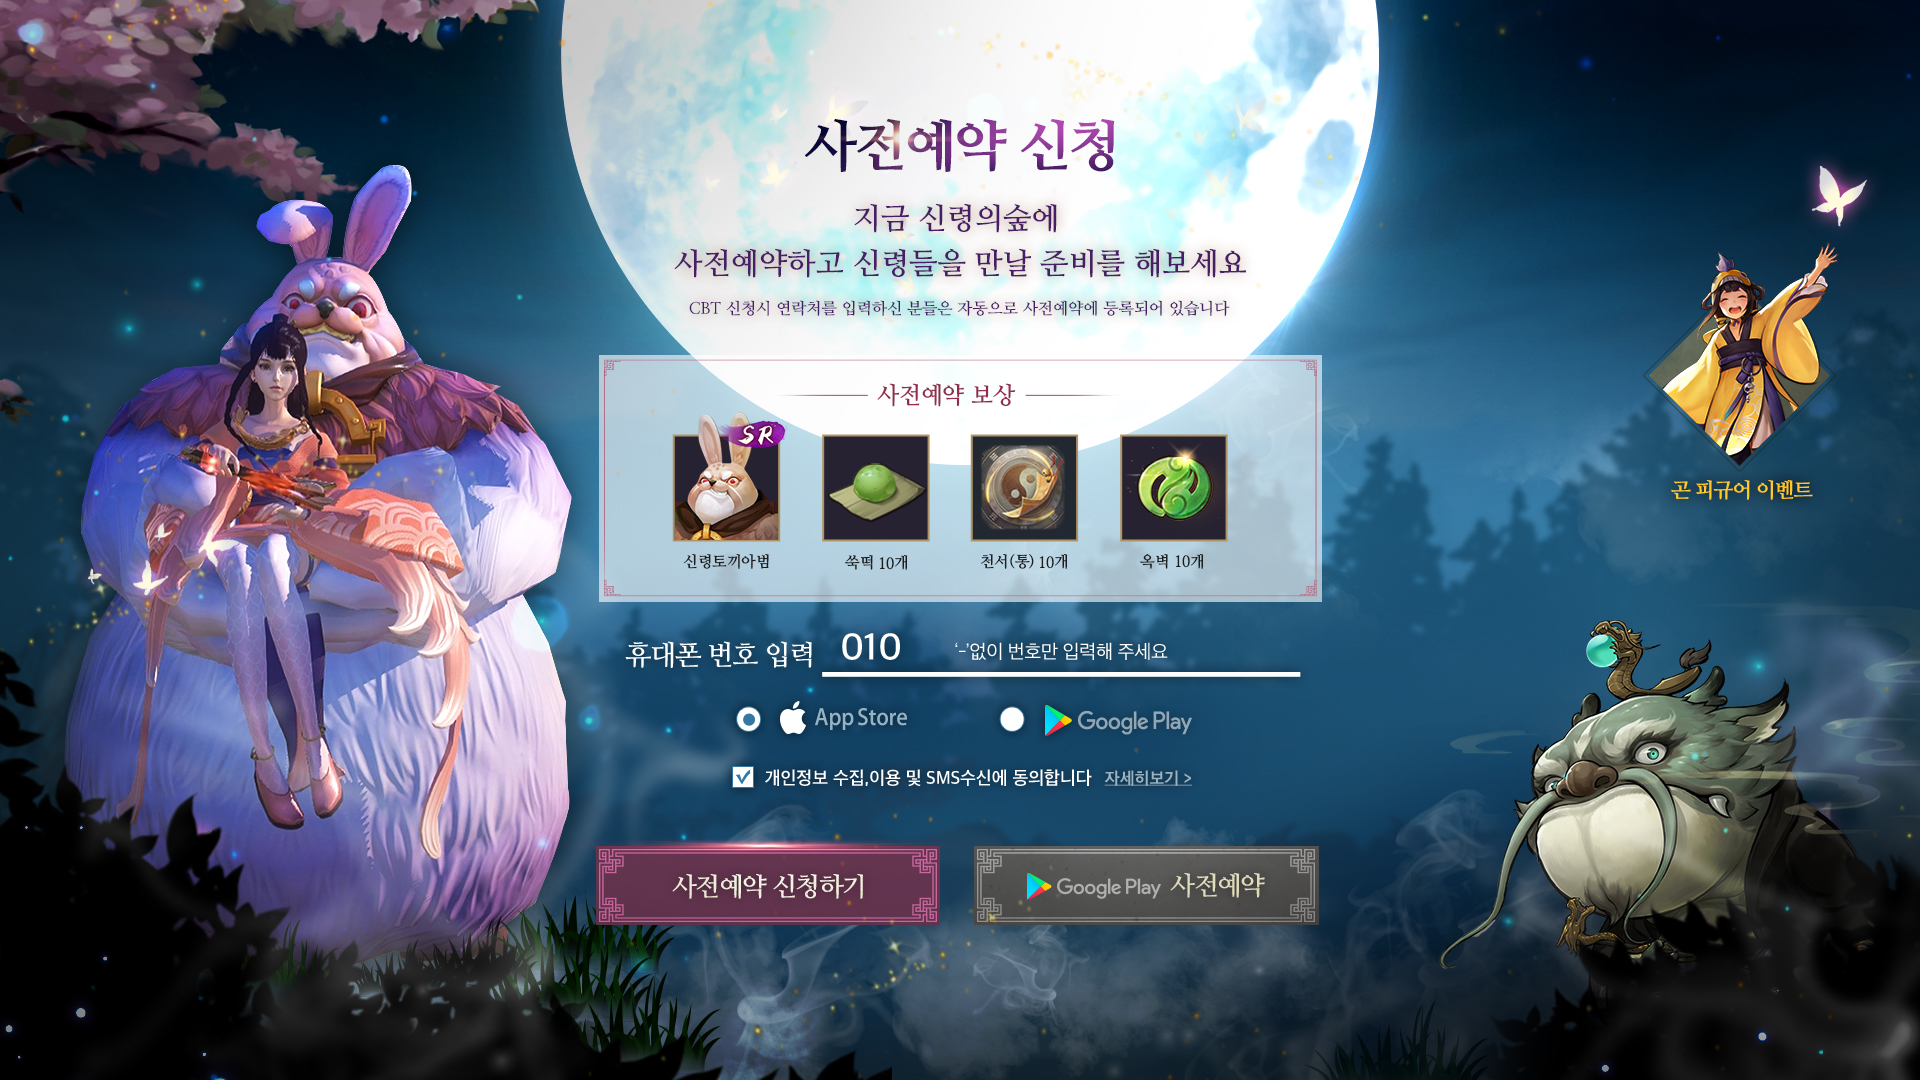 사전예약 신청
지금 신령의숲에
사전예약하고 신령들을 만날 준비를 해보세요
CBT 신청시 연락처를 입력하신 분들은 자동으로 사전예약에 등록되어 있습니다
사전예약 보상
SR
신령토끼아범
쑥떡 10개
천서(통) 10개
옥벽 10개
곤 피규어 이벤트
휴대폰 번호 입력 010 '-'없이 번호만 입력해 주세요
App Store
Google Play
개인정보 수집,이용 및 SMS수신에 동의합니다 자세히보기 >
사전예약 신청하기
Google Play 사전예약